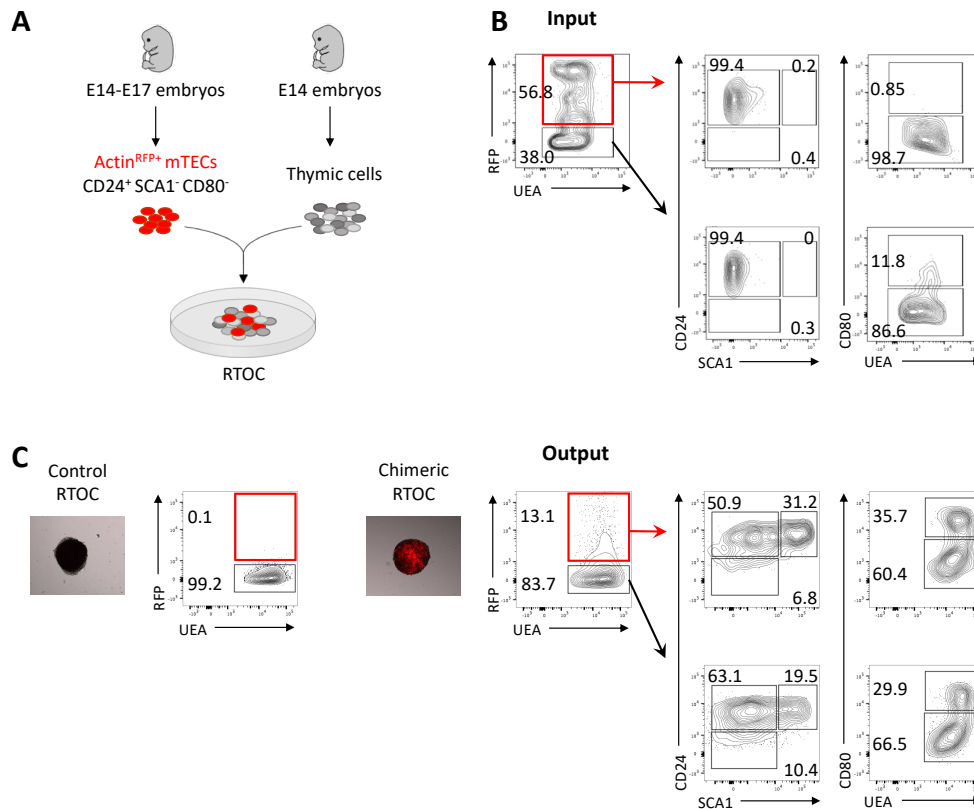 A
E14-E17 embryos
E14 embryos
Actin^RFP+ mTECs
CD24⁺ SCA1⁻ CD80⁻
Thymic cells
RTOC
B
Input
56.8
38.0
RFP
UEA
99.4
0.2
0.4
0.85
98.7
99.4
0
0.3
CD24
SCA1
11.8
86.6
CD80
UEA
C
Output
Control
RTOC
0.1
99.2
RFP
UEA
Chimeric
RTOC
13.1
83.7
RFP
UEA
50.9
31.2
6.8
35.7
60.4
63.1
19.5
10.4
CD24
SCA1
29.9
66.5
CD80
UEA